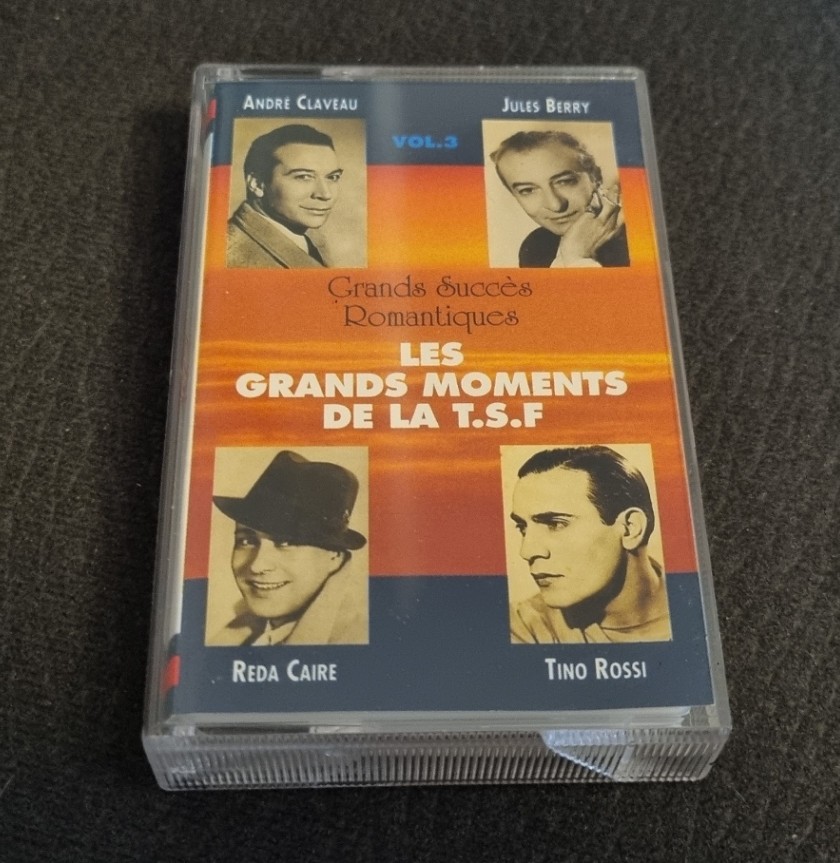 ANDRÉ CLAVEAU
JULES BERRY
VOL.3
Grands Succès
Romantiques
LES
GRANDS MOMENTS
DE LA T.S.F
REDA CAIRE
TINO ROSSI